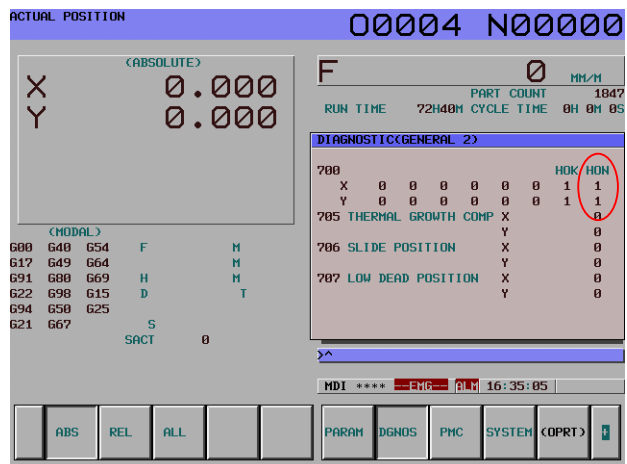 ACTUAL POSITION
O0004 N00000
(ABSOLUTE)
X 0.000
Y 0.000
F 0 MM/M
PART COUNT 1847
RUN TIME 72H40M CYCLE TIME 0H 0M 0S
DIAGNOSTIC(GENERAL 2)
700 HOK HON
X 0 0 0 0 0 0 1 1
Y 0 0 0 0 0 0 1 1
705 THERMAL GROWTH COMP X 0
Y 0
706 SLIDE POSITION X 0
Y 0
707 LOW DEAD POSITION X 0
Y 0
(MODAL)
G00 G40 G54 F M
G17 G49 G64 M
G91 G80 G69 H M
G22 G98 G15 D T
G94 G50 G25
G21 G67 S
SACT 0
>^
MDI **** --EMG-- ALM 16:35:05
ABS REL ALL PARAM DGNOS PMC SYSTEM (OPRT) +